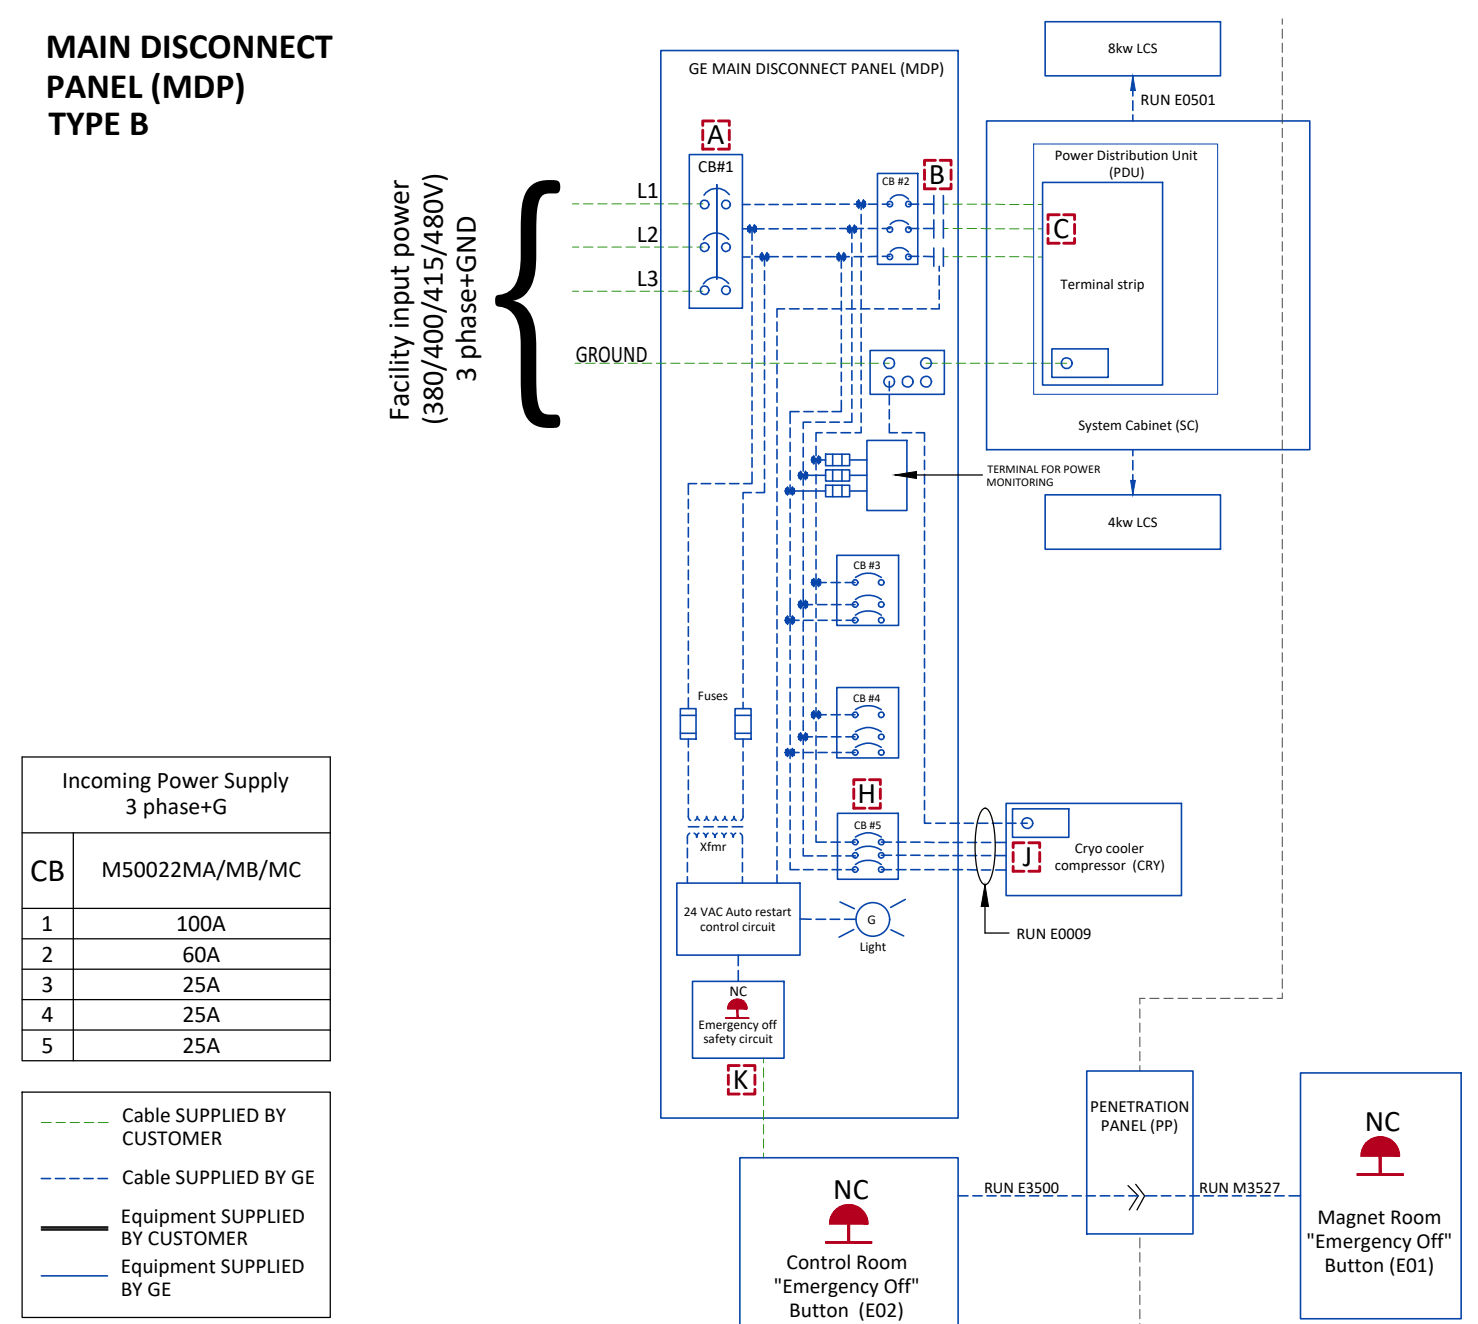 MAIN DISCONNECT
PANEL (MDP)
TYPE B
8kw LCS
RUN E0501
GE MAIN DISCONNECT PANEL (MDP)
A
CB#1
CB #2
B
Power Distribution Unit
(PDU)
C
Terminal strip
System Cabinet (SC)
Facility input power
(380/400/415/480V)
3 phase+GND
L1
L2
L3
GROUND
TERMINAL FOR POWER
MONITORING
4kw LCS
CB #3
CB #4
Fuses
H
CB #5
Xfmr
J
Cryo cooler
compressor (CRY)
RUN E0009
24 VAC Auto restart
control circuit
G
Light
NC
Emergency off
safety circuit
K
Incoming Power Supply
3 phase+G
CB M50022MA/MB/MC
1 100A
2 60A
3 25A
4 25A
5 25A
Cable SUPPLIED BY
CUSTOMER
Cable SUPPLIED BY GE
Equipment SUPPLIED
BY CUSTOMER
Equipment SUPPLIED
BY GE
NC
Control Room
"Emergency Off"
Button (E02)
RUN E3500
PENETRATION
PANEL (PP)
RUN M3527
NC
Magnet Room
"Emergency Off"
Button (E01)